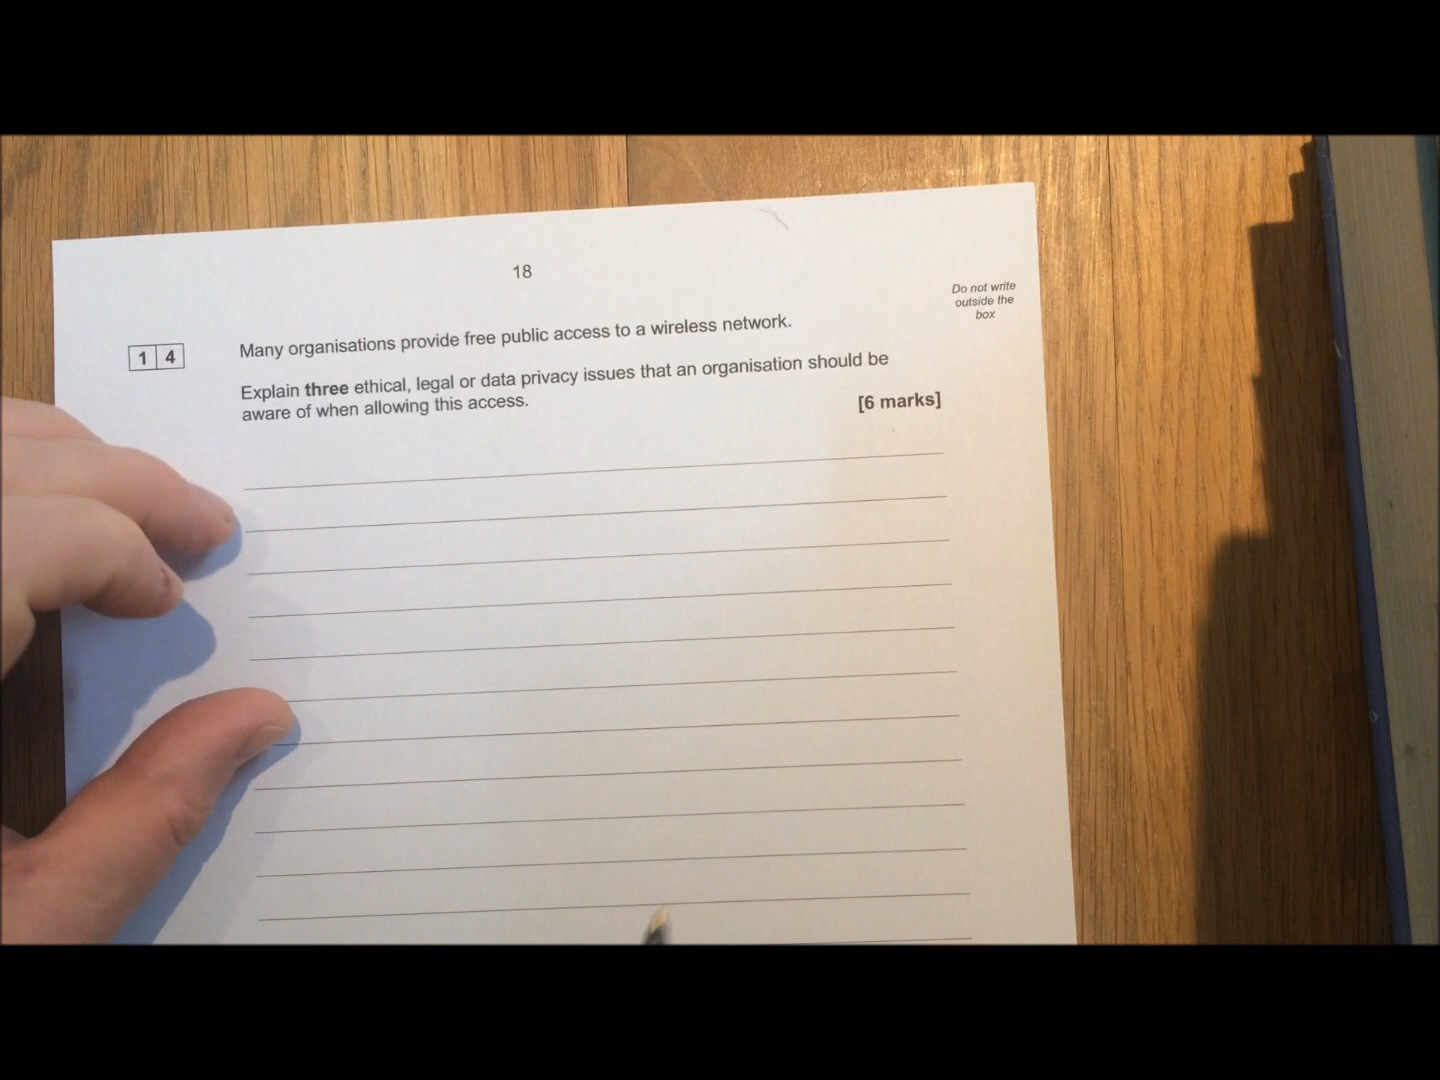 18
Do not write
outside the
box
1 4
Many organisations provide free public access to a wireless network.
Explain three ethical, legal or data privacy issues that an organisation should be
aware of when allowing this access.
[6 marks]